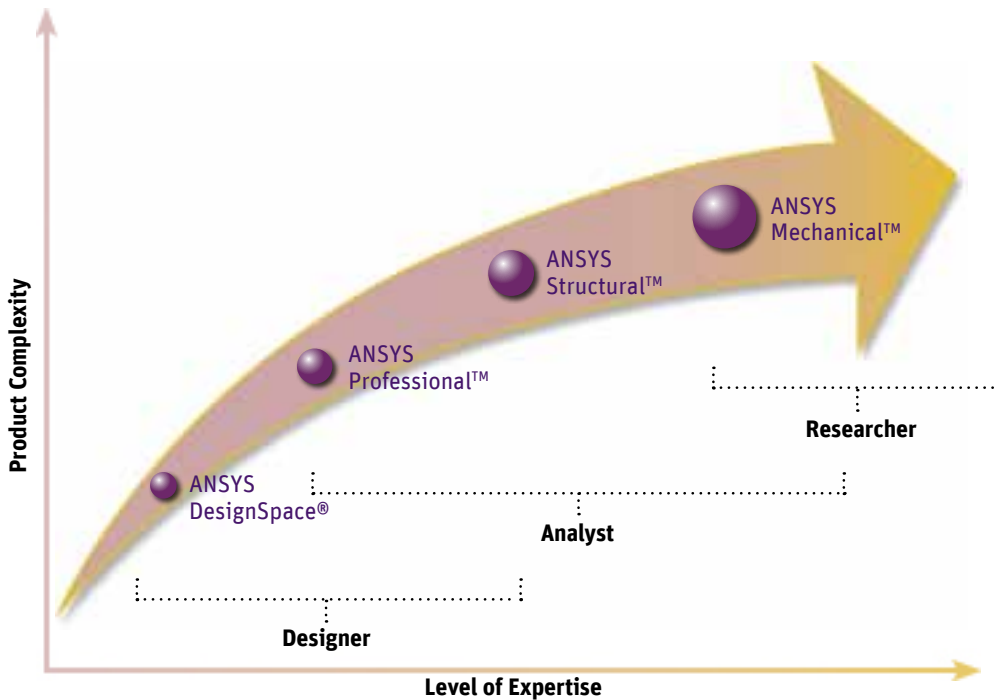 ANSYS
Mechanical™
ANSYS
Structural™
ANSYS
Professional™
ANSYS
DesignSpace®
Product Complexity
Researcher
Analyst
Designer
Level of Expertise